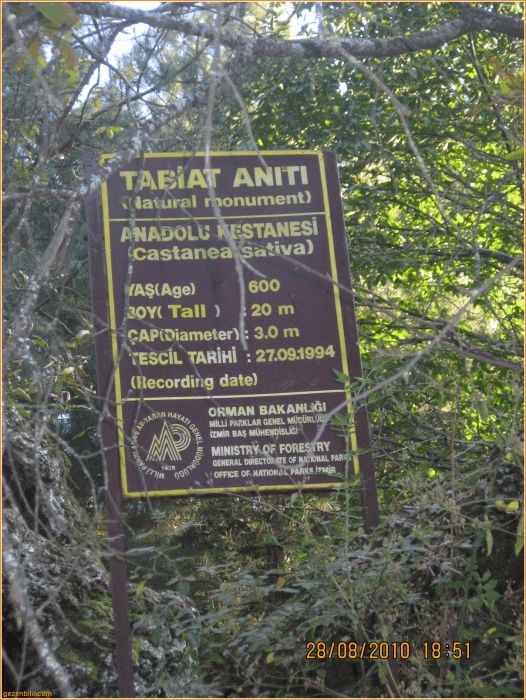 TABİAT ANITI
(Natural monument)
ANADOLU KESTANESİ
(Castanea sativa)
YAŞ(Age) 600
BOY( Tall ) : 20 m
ÇAP(Diameter) : 3.0 m
TESCİL TARİHİ : 27.09.1994
(Recording date)
ORMAN BAKANLIĞI
MİLLİ PARKLAR GENEL MÜDÜRLÜĞÜ
İZMİR BAŞ MÜHENDİSLİĞİ
MINISTRY OF FORESTRY
GENERAL DIRECTORATE OF NATIONAL PARKS
OFFICE OF NATIONAL PARKS İZMİR
28/08/2010 18:51
gezenbilin.com